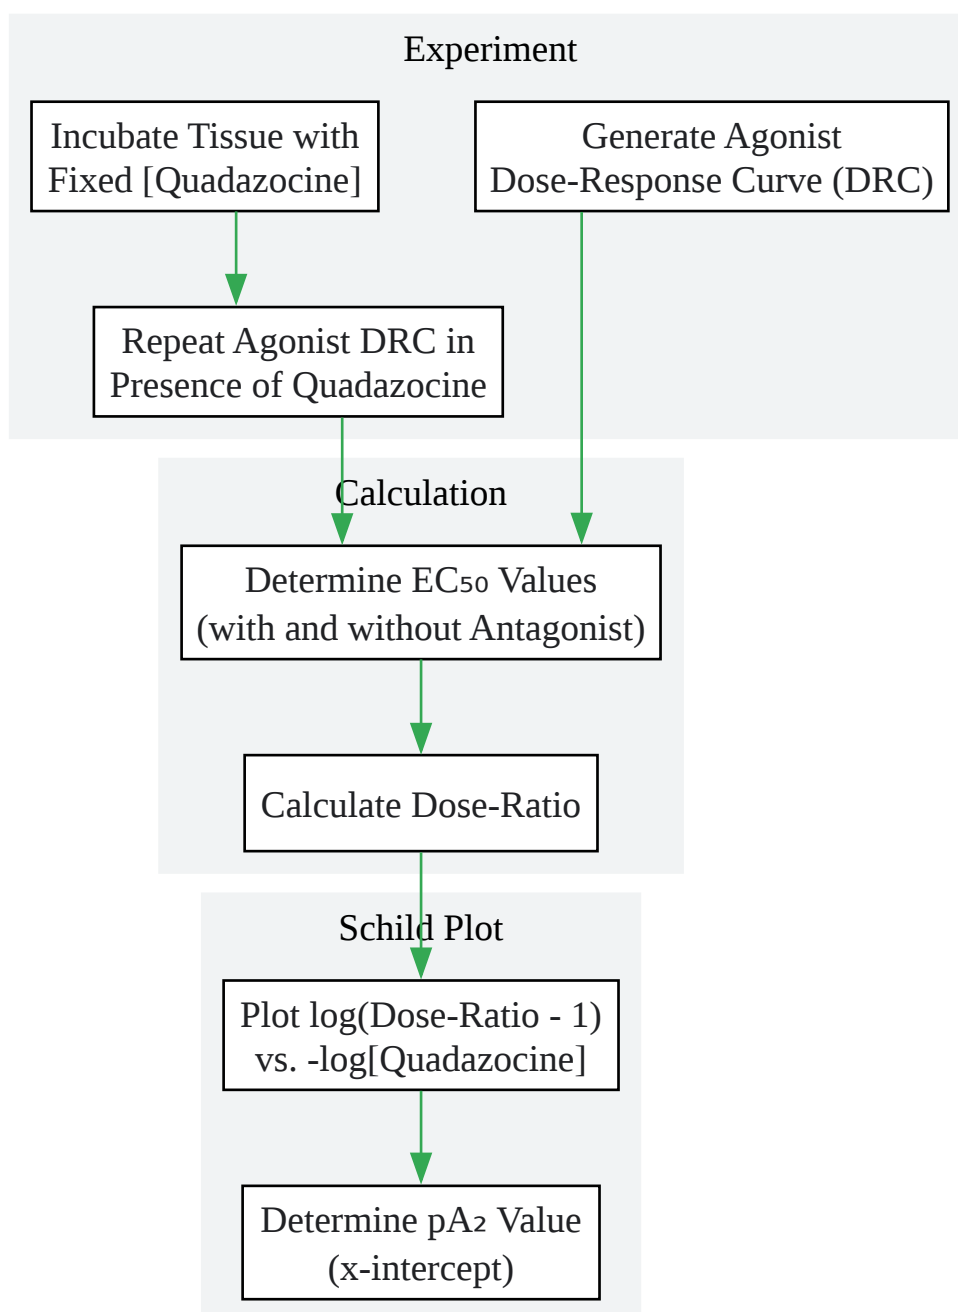 Experiment
Incubate Tissue with
Fixed [Quadazocine]
Generate Agonist
Dose-Response Curve (DRC)
Repeat Agonist DRC in
Presence of Quadazocine
Calculation
Determine EC₅₀ Values
(with and without Antagonist)
Calculate Dose-Ratio
Schild Plot
Plot log(Dose-Ratio - 1)
vs. -log[Quadazocine]
Determine pA₂ Value
(x-intercept)